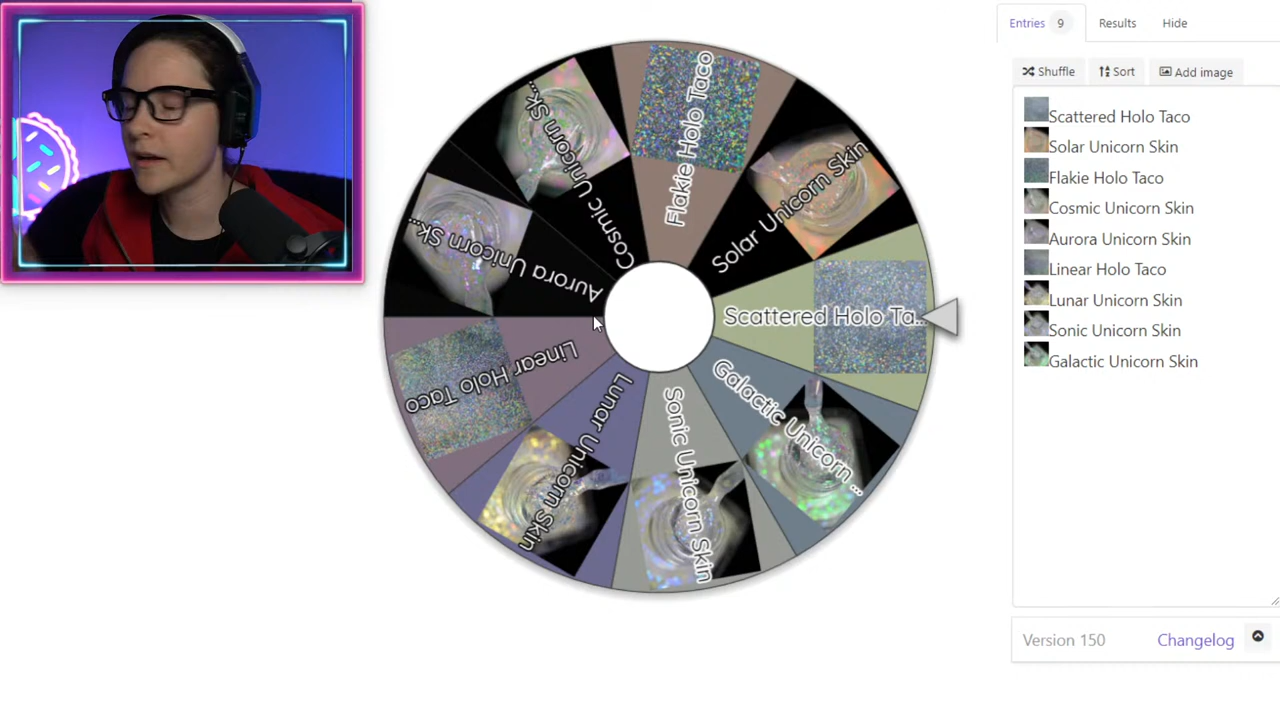 Entries 9 Results Hide
Shuffle Sort Add image
Scattered Holo Taco
Solar Unicorn Skin
Flakie Holo Taco
Cosmic Unicorn Skin
Aurora Unicorn Skin
Linear Holo Taco
Lunar Unicorn Skin
Sonic Unicorn Skin
Galactic Unicorn Skin
Version 150 Changelog
Flakie Holo Taco
Solar Unicorn Skin
Scattered Holo Ta...
Galactic Unicorn ...
Sonic Unicorn Skin
Lunar Unicorn Skin
Linear Holo Taco
Aurora Unicorn Sk...
Cosmic Unicorn Sk...